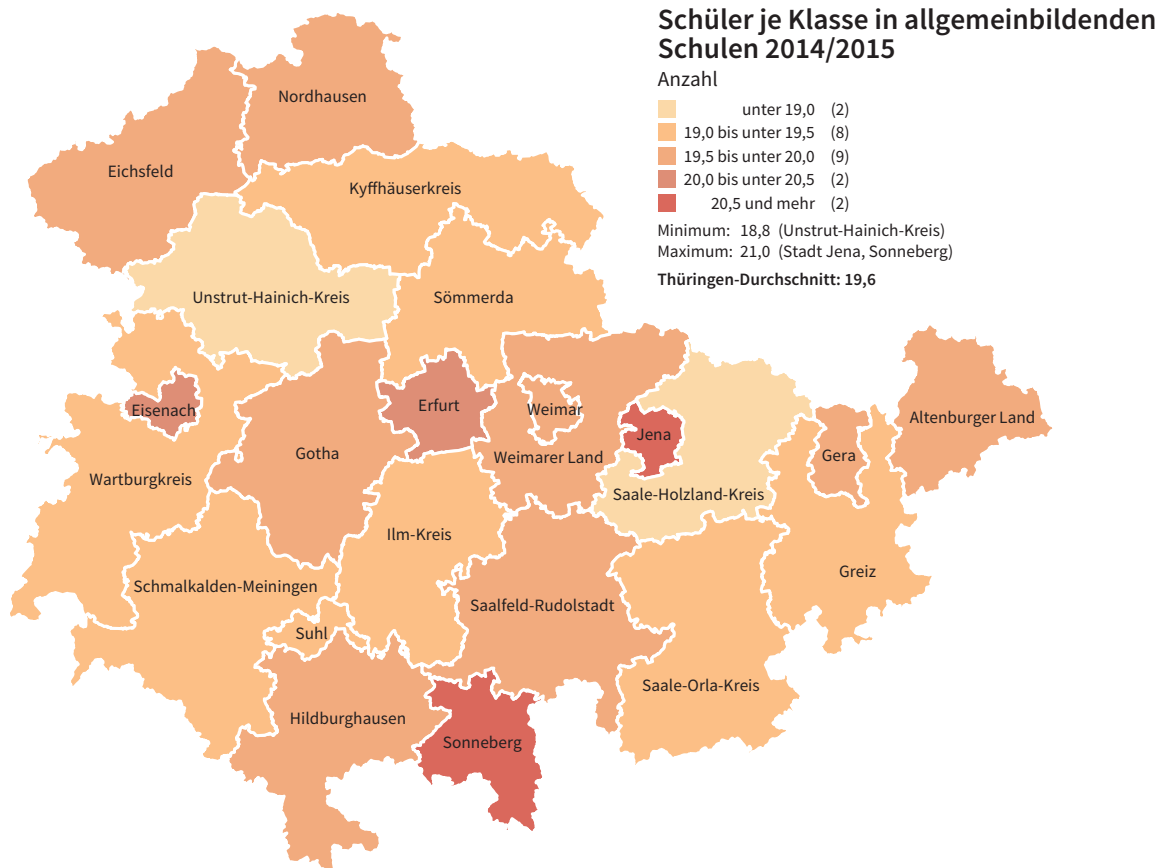 Schüler je Klasse in allgemeinbildenden
Schulen 2014/2015
Anzahl
unter 19,0 (2)
19,0 bis unter 19,5 (8)
19,5 bis unter 20,0 (9)
20,0 bis unter 20,5 (2)
20,5 und mehr (2)
Minimum: 18,8 (Unstrut-Hainich-Kreis)
Maximum: 21,0 (Stadt Jena, Sonneberg)
Thüringen-Durchschnitt: 19,6
Nordhausen
Eichsfeld
Kyffhäuserkreis
Unstrut-Hainich-Kreis
Sömmerda
Eisenach
Erfurt
Weimar
Altenburger Land
Jena
Gotha
Weimarer Land
Gera
Wartburgkreis
Saale-Holzland-Kreis
Ilm-Kreis
Greiz
Schmalkalden-Meiningen
Saalfeld-Rudolstadt
Suhl
Saale-Orla-Kreis
Hildburghausen
Sonneberg